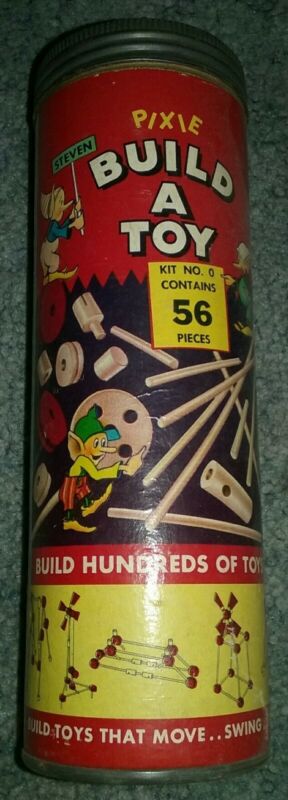 PIXIE
STEVEN
BUILD
A
TOY
KIT NO. 0
CONTAINS
56
PIECES
BUILD HUNDREDS OF TOY
BUILD TOYS THAT MOVE..SWING